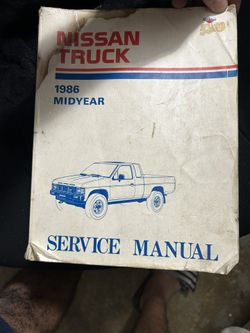 NISSAN
TRUCK
1986
MIDYEAR
SERVICE MANUAL